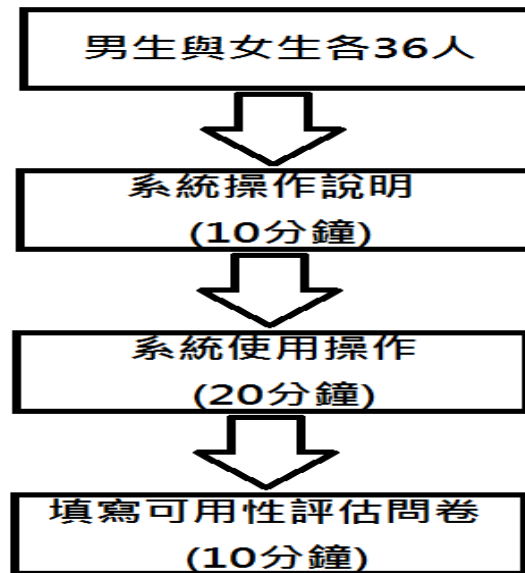 男生與女生各36人
系統操作說明
(10分鐘)
系統使用操作
(20分鐘)
填寫可用性評估問卷
(10分鐘)